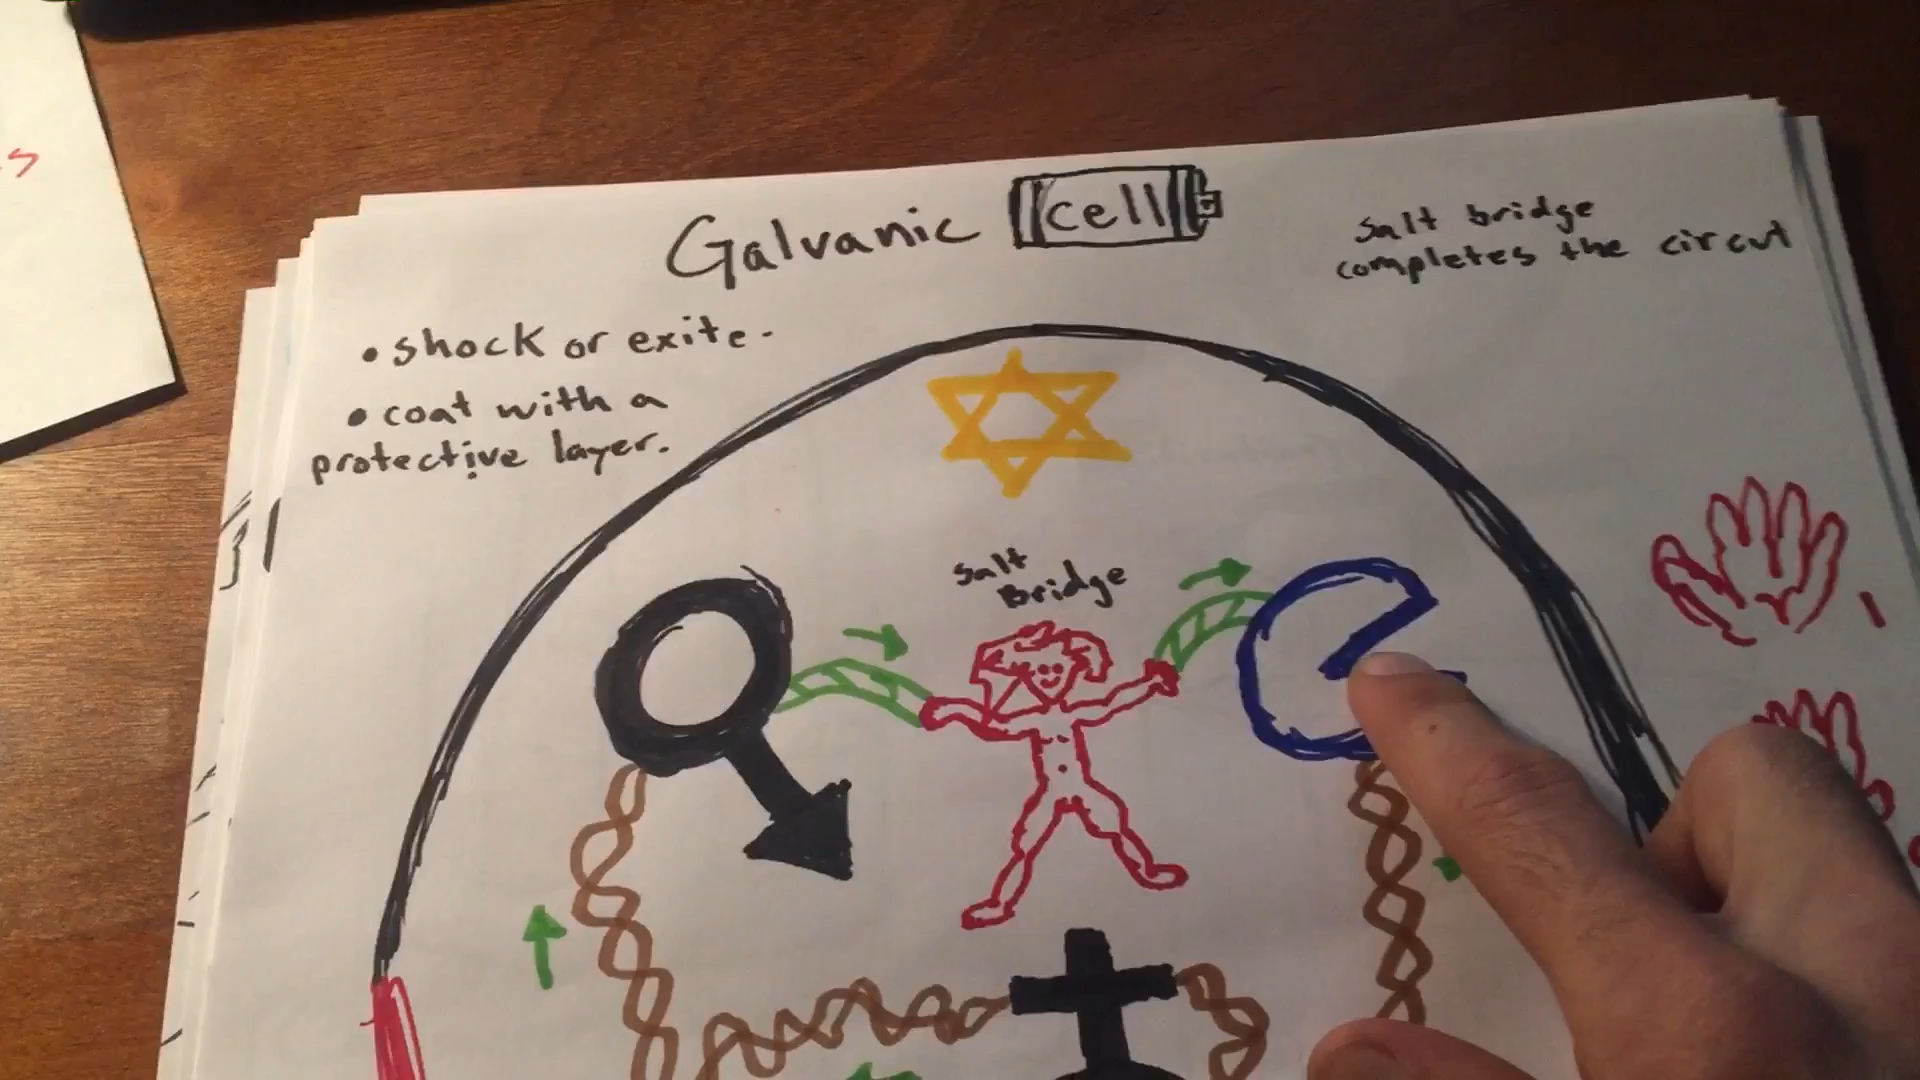 Galvanic cell
salt bridge
completes the circut
• shock or exite.
• coat with a
protective layer.
salt
Bridge